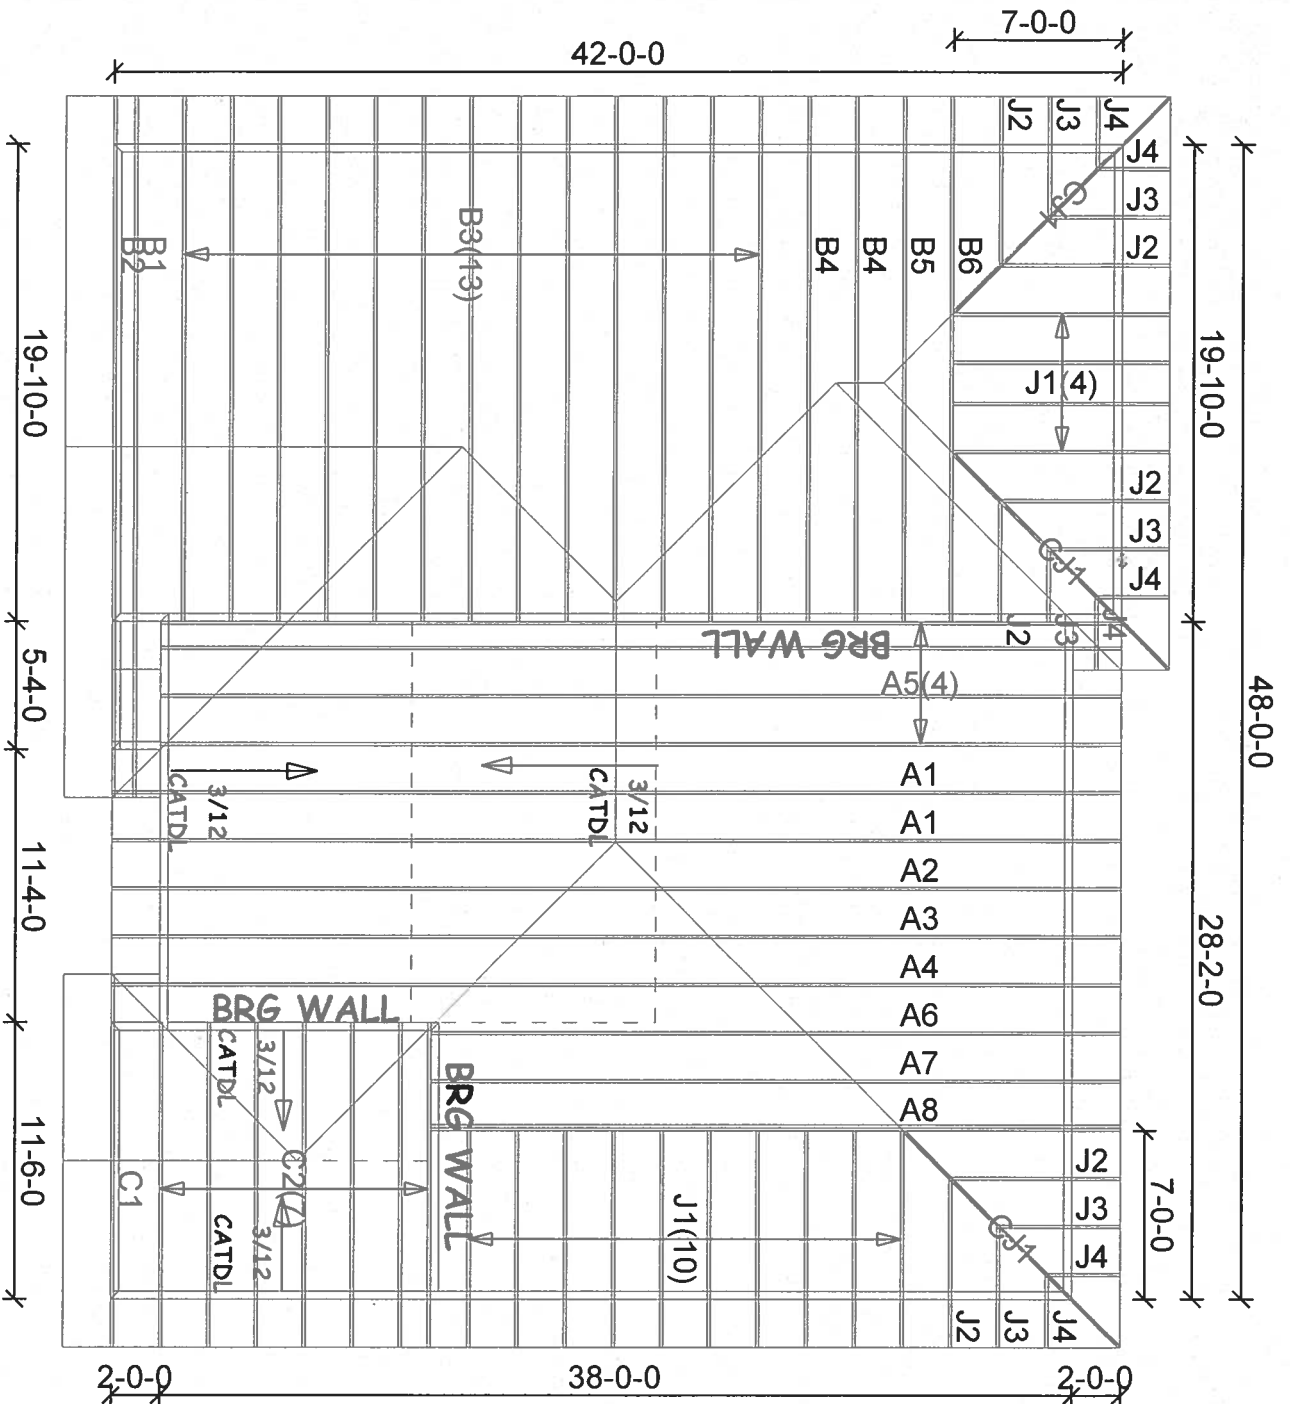 7-0-0
42-0-0
J2
J3
J4
J4
J3
J2
CJ1
B1
B2
B3(13)
B4
B4
B5
B6
J1(4)
19-10-0
19-10-0
48-0-0
J2
J3
J4
CJ1
J2
J3
J4
BRG WALL
A5(4)
5-4-0
3/12
CATDL
3/12
CATDL
A1
A1
A2
A3
A4
A6
A7
A8
11-4-0
28-2-0
BRG WALL
3/12
CATDL
BRG WALL
C1
3/12
CATDL
J1(10)
J2
J3
J4
CJ1
J2
J3
J4
7-0-0
11-6-0
2-0-0
38-0-0
2-0-0